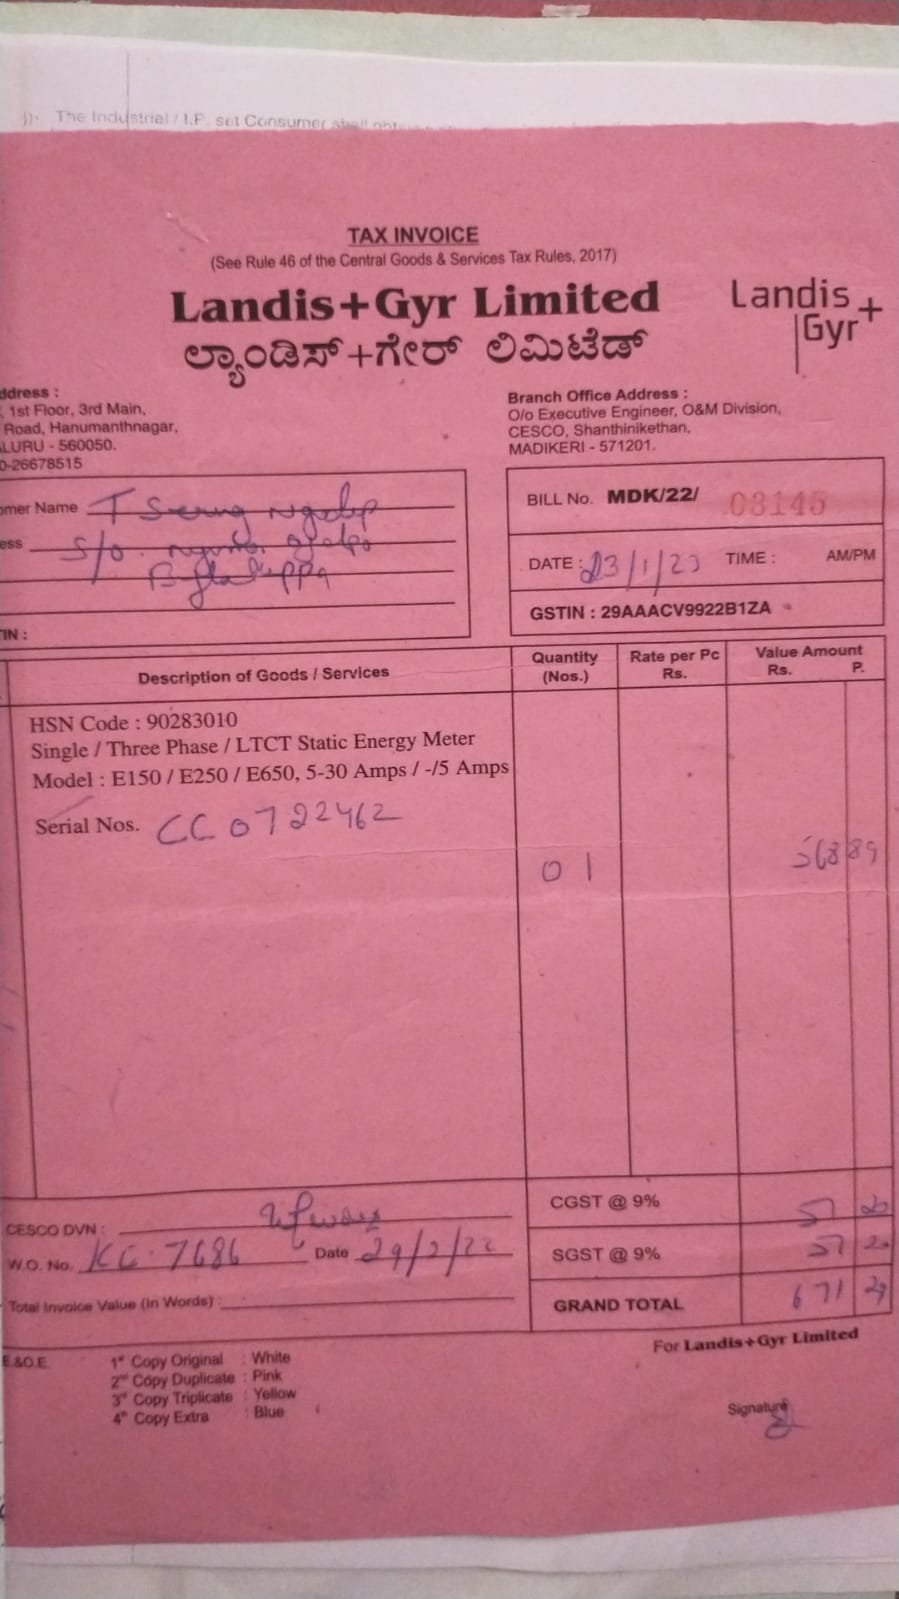 The Industrial / I.P. set Consumer shall
TAX INVOICE
(See Rule 46 of the Central Goods & Services Tax Rules, 2017)
Landis+Gyr Limited
ಲ್ಯಾಂಡಿಸ್+ಗೇರ್ ಲಿಮಿಟೆಡ್
Landis+
Gyr
ddress :
1st Floor, 3rd Main,
Road, Hanumanthnagar,
LURU - 560050.
0-26678515
Branch Office Address :
O/o Executive Engineer, O&M Division,
CESCO, Shanthinikethan,
MADIKERI - 571201.
omer Name T
ess S/o.
TIN :
BILL No. MDK/22/ 03145
DATE : 23/1/23 TIME : AM/PM
GSTIN : 29AAACV9922B1ZA
Description of Goods / Services
Quantity (Nos.)
Rate per Pc Rs.
Value Amount
Rs. P.
HSN Code : 90283010
Single / Three Phase / LTCT Static Energy Meter
Model : E150 / E250 / E650, 5-30 Amps / -/5 Amps
Serial Nos. CC0722462
01 568 89
CESCO DVN :
W.O. No. KC-7686 Date 29/2/22
Total Invoice Value (In Words) :
CGST @ 9% 51 20
SGST @ 9% 51 20
GRAND TOTAL 671 29
For Landis+Gyr Limited
E.&O.E.
1st Copy Original : White
2nd Copy Duplicate : Pink
3rd Copy Triplicate : Yellow
4th Copy Extra : Blue
Signature